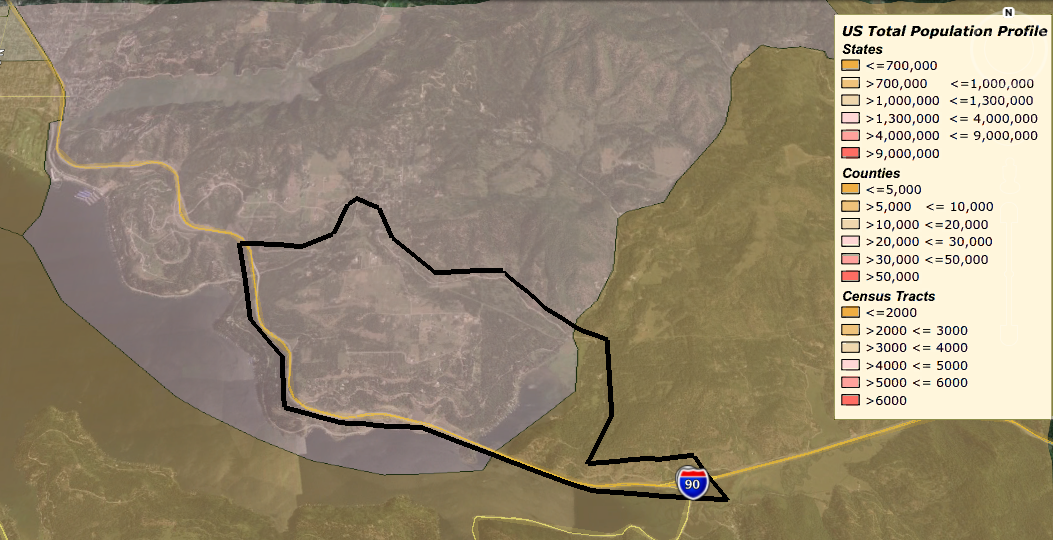 N
US Total Population Profile
States
<=700,000
>700,000 <=1,000,000
>1,000,000 <=1,300,000
>1,300,000 <= 4,000,000
>4,000,000 <= 9,000,000
>9,000,000
Counties
<=5,000
>5,000 <= 10,000
>10,000 <=20,000
>20,000 <= 30,000
>30,000 <=50,000
>50,000
Census Tracts
<=2000
>2000 <= 3000
>3000 <= 4000
>4000 <= 5000
>5000 <= 6000
>6000
90